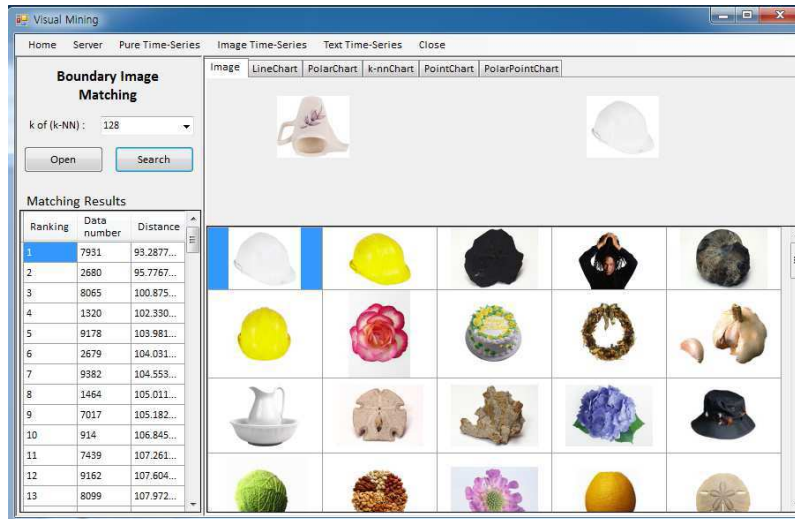 Visual Mining
Home Server Pure Time-Series Image Time-Series Text Time-Series Close
Boundary Image
Matching
k of (k-NN) : 128
Open Search
Matching Results
Ranking Data number Distance
1 7931 93.2877...
2 2680 95.7767...
3 8065 100.875...
4 1320 102.330...
5 9178 103.981...
6 2679 104.031...
7 9382 104.553...
8 1464 105.011...
9 7017 105.182...
10 914 106.845...
11 7439 107.261...
12 9162 107.604...
13 8099 107.972...
Image LineChart PolarChart k-nnChart PointChart PolarPointChart